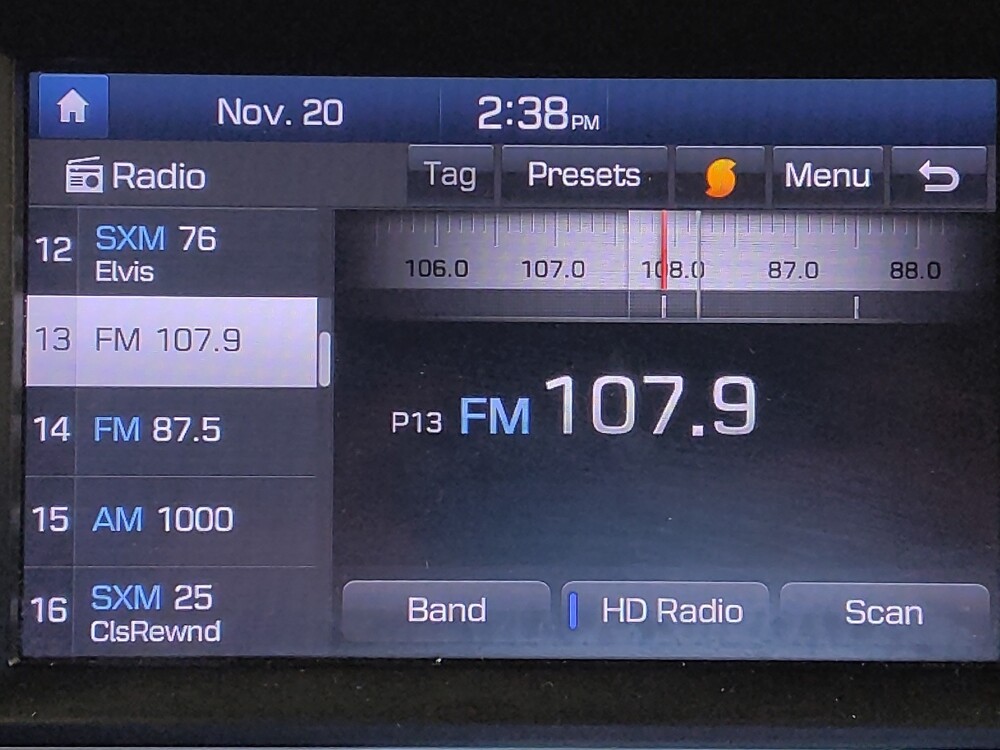 Nov. 20 2:38PM
Radio Tag Presets Menu
12 SXM 76
Elvis
13 FM 107.9
14 FM 87.5
15 AM 1000
16 SXM 25
ClsRewnd
106.0 107.0 108.0 87.0 88.0
P13 FM 107.9
Band HD Radio Scan